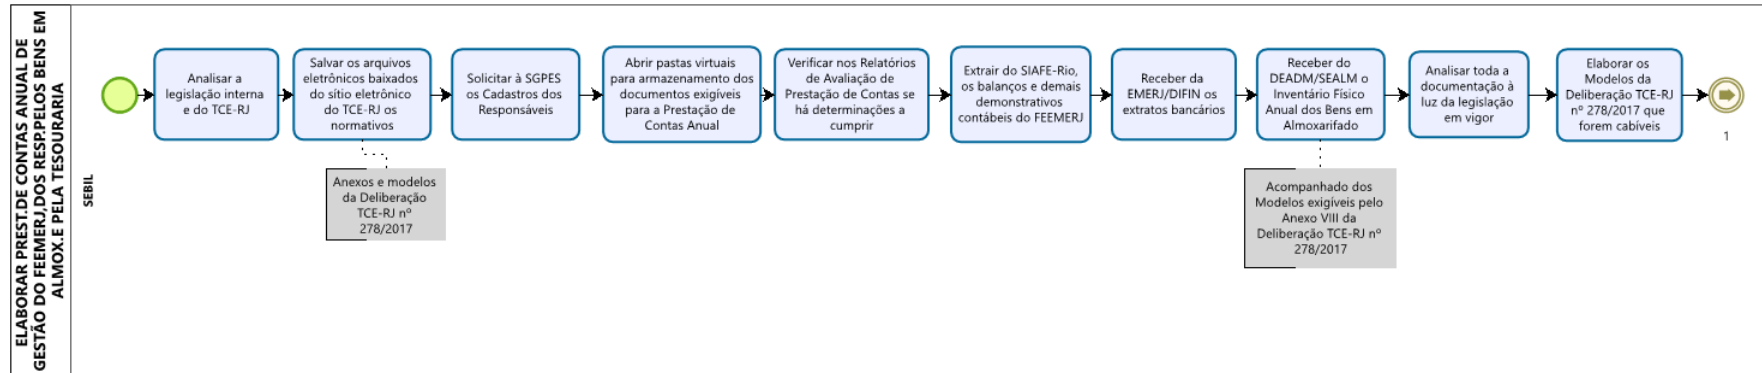 ELABORAR PREST.DE CONTAS ANUAL DE
GESTÃO DO FEEMERJ,DOS RESP.PELOS BENS EM
ALMOX.E PELA TESOURARIA
SEBIL
Analisar a
legislação interna
e do TCE-RJ
Salvar os arquivos
eletrônicos baixados
do sítio eletrônico
do TCE-RJ os
normativos
Anexos e modelos
da Deliberação
TCE-RJ nº
278/2017
Solicitar à SGPES
os Cadastros dos
Responsáveis
Abrir pastas virtuais
para armazenamento dos
documentos exigíveis
para a Prestação de
Contas Anual
Verificar nos Relatórios
de Avaliação de
Prestação de Contas se
há determinações a
cumprir
Extrair do SIAFE-Rio,
os balanços e demais
demonstrativos
contábeis do FEEMERJ
Receber da
EMERJ/DIFIN os
extratos bancários
Receber do
DEADM/SEALM o
Inventário Físico
Anual dos Bens em
Almoxarifado
Acompanhado dos
Modelos exigíveis pelo
Anexo VIII da
Deliberação TCE-RJ nº
278/2017
Analisar toda a
documentação à
luz da legislação
em vigor
Elaborar os
Modelos da
Deliberação TCE-RJ
nº 278/2017 que
forem cabíveis
1